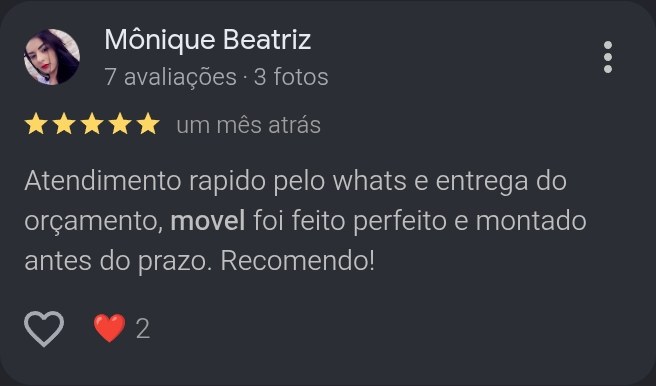 Mônique Beatriz
7 avaliações · 3 fotos
um mês atrás
Atendimento rapido pelo whats e entrega do
orçamento, movel foi feito perfeito e montado
antes do prazo. Recomendo!
2